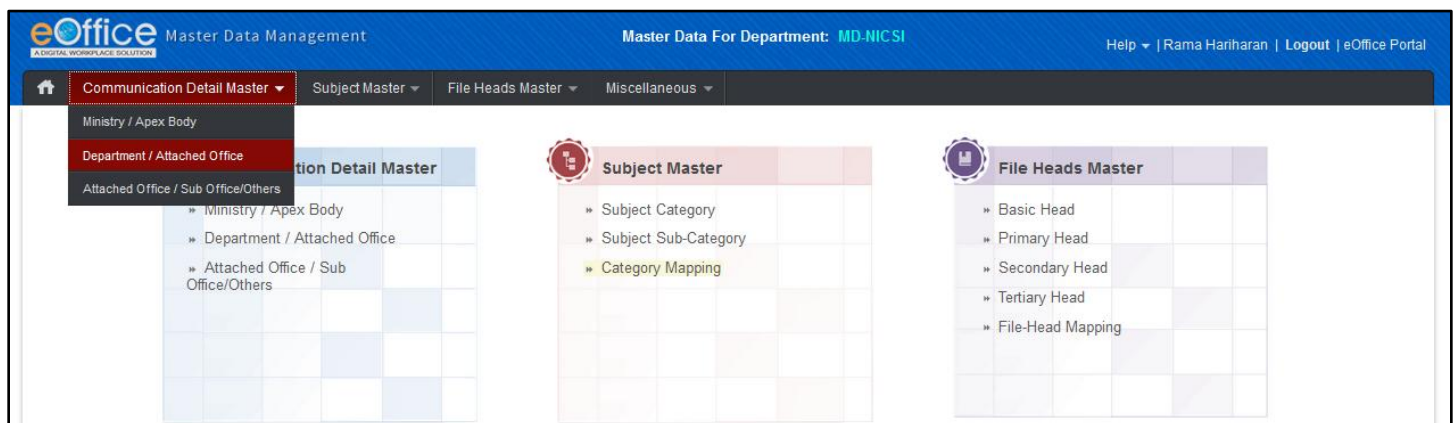 eOffice
A DIGITAL WORKPLACE SOLUTION
Master Data Management
Master Data For Department: MD-NICSI
Help | Rama Hariharan | Logout | eOffice Portal
Communication Detail Master
Subject Master
File Heads Master
Miscellaneous
Ministry / Apex Body
Department / Attached Office
Attached Office / Sub Office/Others
tion Detail Master
» Ministry / Apex Body
» Department / Attached Office
» Attached Office / Sub
Office/Others
Subject Master
» Subject Category
» Subject Sub-Category
» Category Mapping
File Heads Master
» Basic Head
» Primary Head
» Secondary Head
» Tertiary Head
» File-Head Mapping